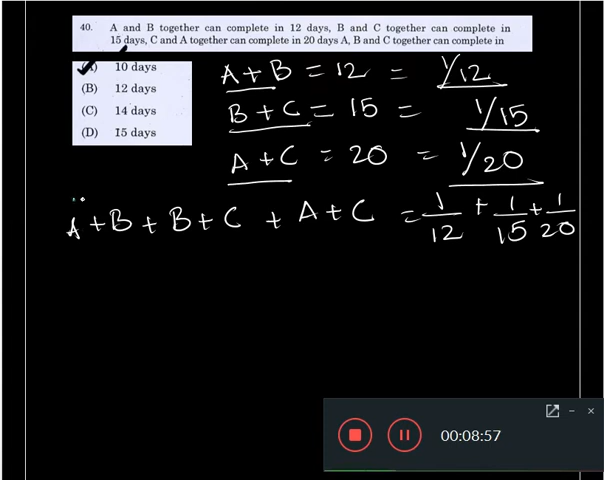 40. A and B together can complete in 12 days, B and C together can complete in
15 days, C and A together can complete in 20 days A, B and C together can complete in
(A) 10 days
(B) 12 days
(C) 14 days
(D) 15 days
A + B = 12 = 1/12
B + C = 15 = 1/15
A + C = 20 = 1/20
A + B + B + C + A + C = 1/12 + 1/15 + 1/20
00:08:57